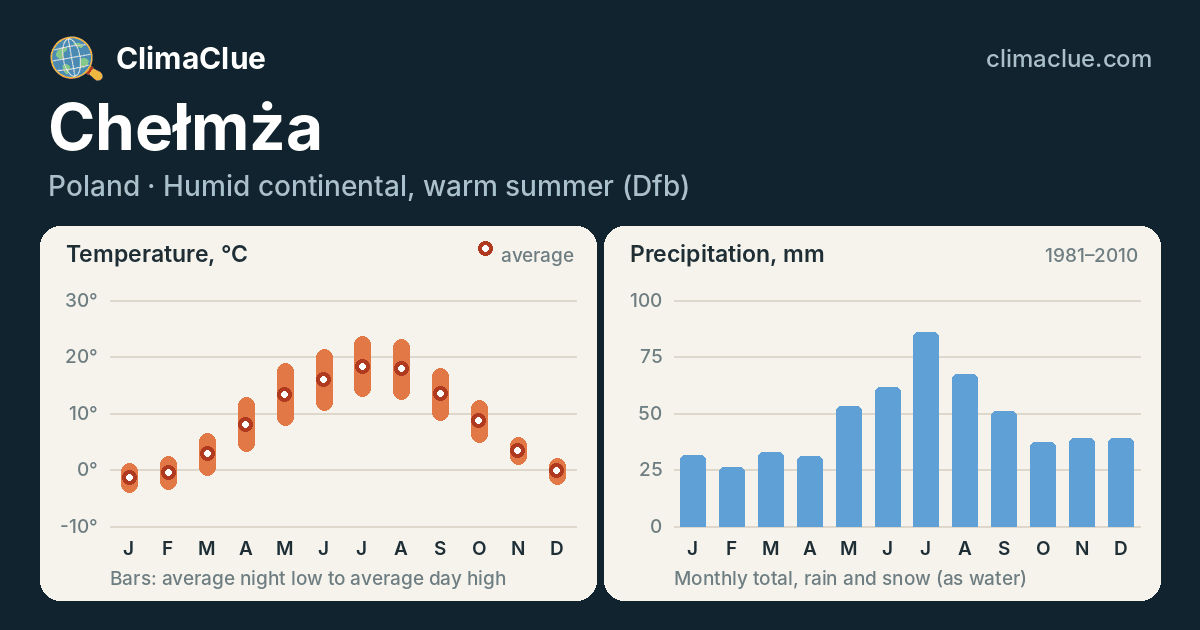 ClimaClue
climaclue.com
Chełmża
Poland · Humid continental, warm summer (Dfb)
Temperature, °C
average
30°
20°
10°
0°
-10°
J F M A M J J A S O N D
Bars: average night low to average day high
Precipitation, mm
1981–2010
100
75
50
25
0
J F M A M J J A S O N D
Monthly total, rain and snow (as water)